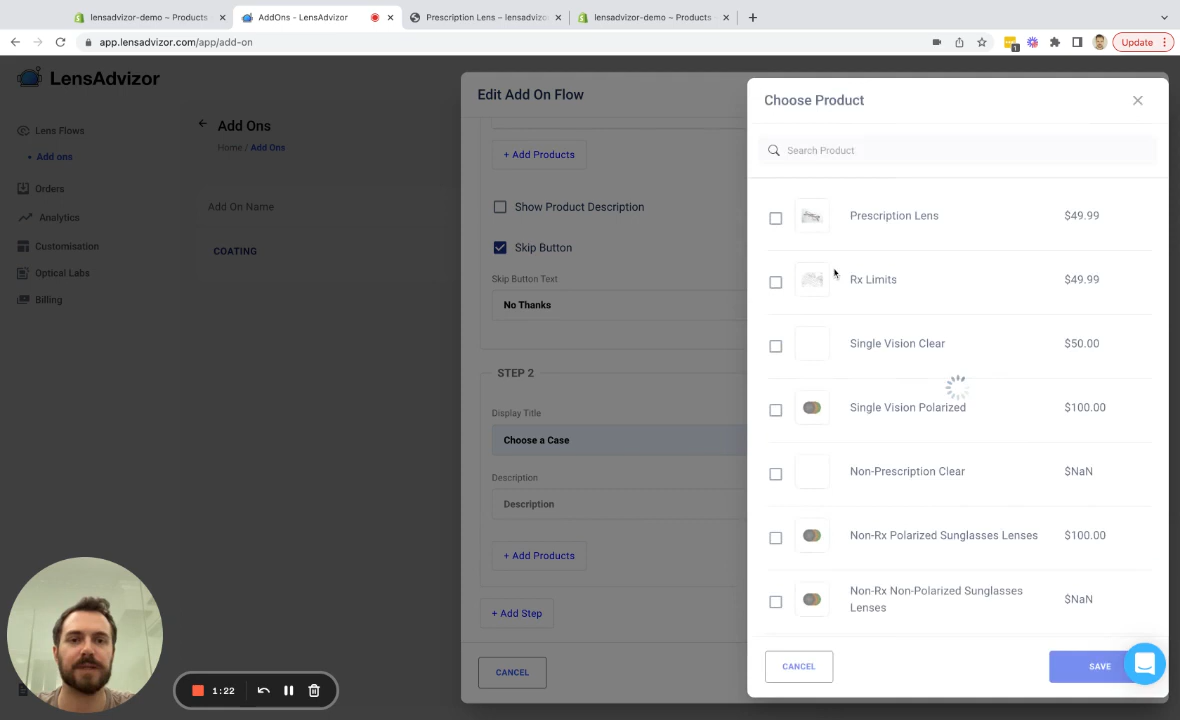 lensadvizor-demo ~ Products
AddOns - LensAdvizor
Prescription Lens – lensadvizo
lensadvizor-demo ~ Products
app.lensadvizor.com/app/add-on
1
Update
LensAdvizor
Lens Flows
Add ons
Orders
Analytics
Customisation
Optical Labs
Billing
Add Ons
Home / Add Ons
Add On Name
COATING
Edit Add On Flow
+ Add Products
Show Product Description
Skip Button
Skip Button Text
No Thanks
STEP 2
Display Title
Choose a Case
Description
Description
+ Add Products
+ Add Step
CANCEL
Choose Product
Search Product
Prescription Lens $49.99
Rx Limits $49.99
Single Vision Clear $50.00
Single Vision Polarized $100.00
Non-Prescription Clear $NaN
Non-Rx Polarized Sunglasses Lenses $100.00
Non-Rx Non-Polarized Sunglasses $NaN
Lenses
CANCEL
SAVE
1:22